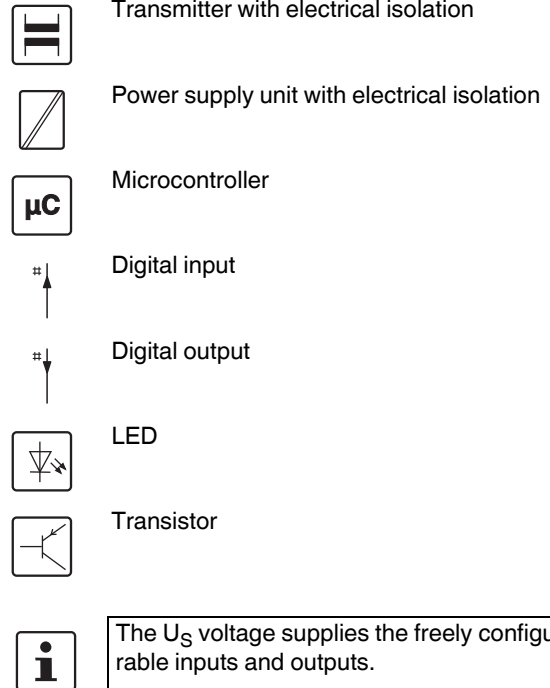 Transmitter with electrical isolation
Power supply unit with electrical isolation
µC
Microcontroller
#
Digital input
#
Digital output
LED
Transistor
i
The US voltage supplies the freely configu
rable inputs and outputs.